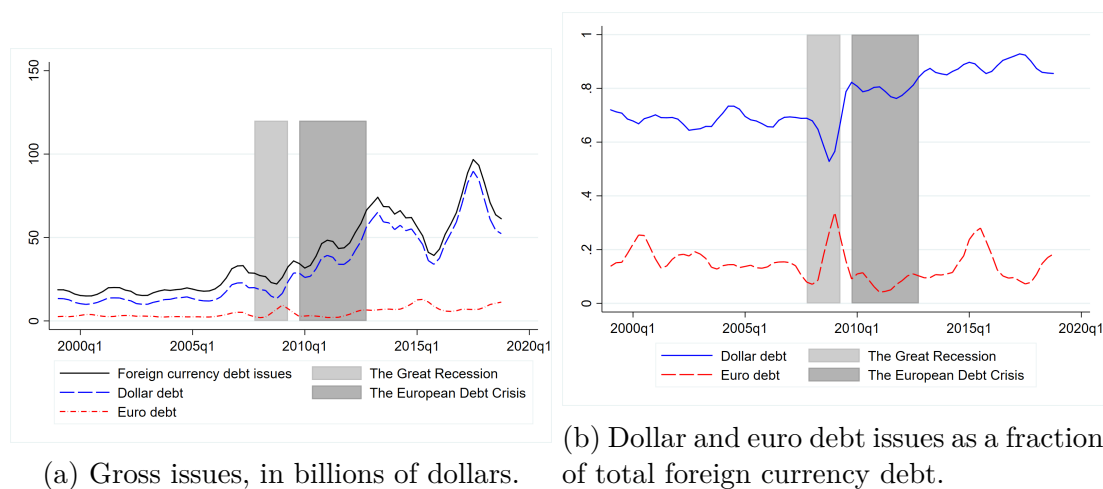 150
100
50
0
2000q1 2005q1 2010q1 2015q1 2020q1
Foreign currency debt issues The Great Recession
Dollar debt The European Debt Crisis
Euro debt
(a) Gross issues, in billions of dollars.
1
.8
.6
.4
.2
0
2000q1 2005q1 2010q1 2015q1 2020q1
Dollar debt The Great Recession
Euro debt The European Debt Crisis
(b) Dollar and euro debt issues as a fraction
of total foreign currency debt.